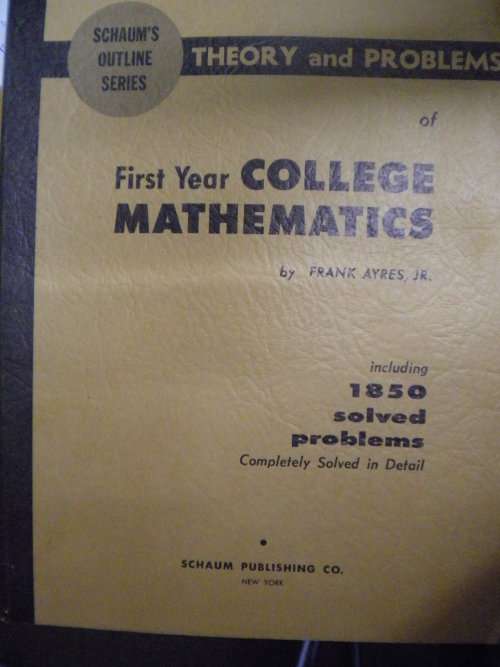 SCHAUM'S
OUTLINE
SERIES
THEORY and PROBLEMS
of
First Year COLLEGE
MATHEMATICS
by FRANK AYRES, JR.
including
1850
solved
problems
Completely Solved in Detail
SCHAUM PUBLISHING CO.
NEW YORK